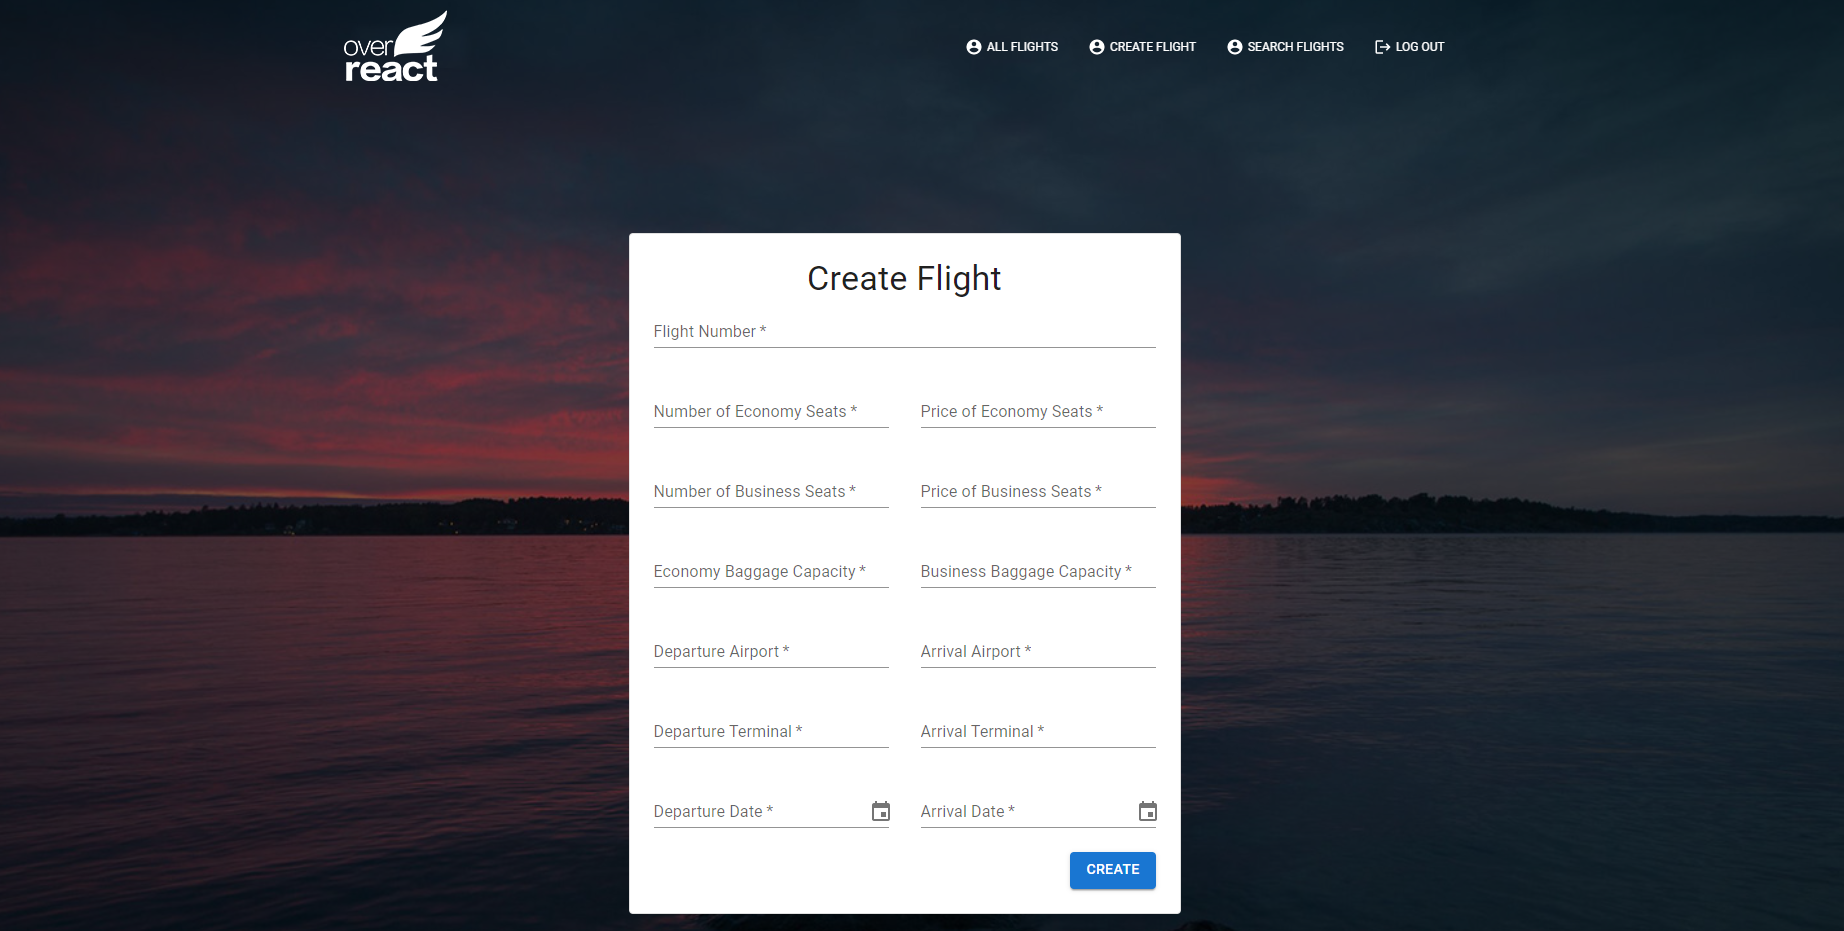 over
react
ALL FLIGHTS
CREATE FLIGHT
SEARCH FLIGHTS
LOG OUT
Create Flight
Flight Number *
Number of Economy Seats *
Price of Economy Seats *
Number of Business Seats *
Price of Business Seats *
Economy Baggage Capacity *
Business Baggage Capacity *
Departure Airport *
Arrival Airport *
Departure Terminal *
Arrival Terminal *
Departure Date *
Arrival Date *
CREATE